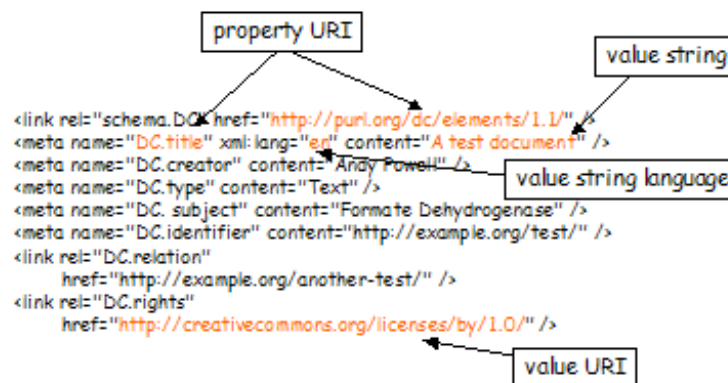 property URI
value string
<link rel="schema.DC" href="http://purl.org/dc/elements/1.1/" />
<meta name="DC.title" xml:lang="en" content="A test document" />
<meta name="DC.creator" content="Andy Powell" />
value string language
<meta name="DC.type" content="Text" />
<meta name="DC. subject" content="Formate Dehydrogenase" />
<meta name="DC.identifier" content="http://example.org/test/" />
<link rel="DC.relation"
href="http://example.org/another-test/" />
<link rel="DC.rights"
href="http://creativecommons.org/licenses/by/1.0/" />
value URI